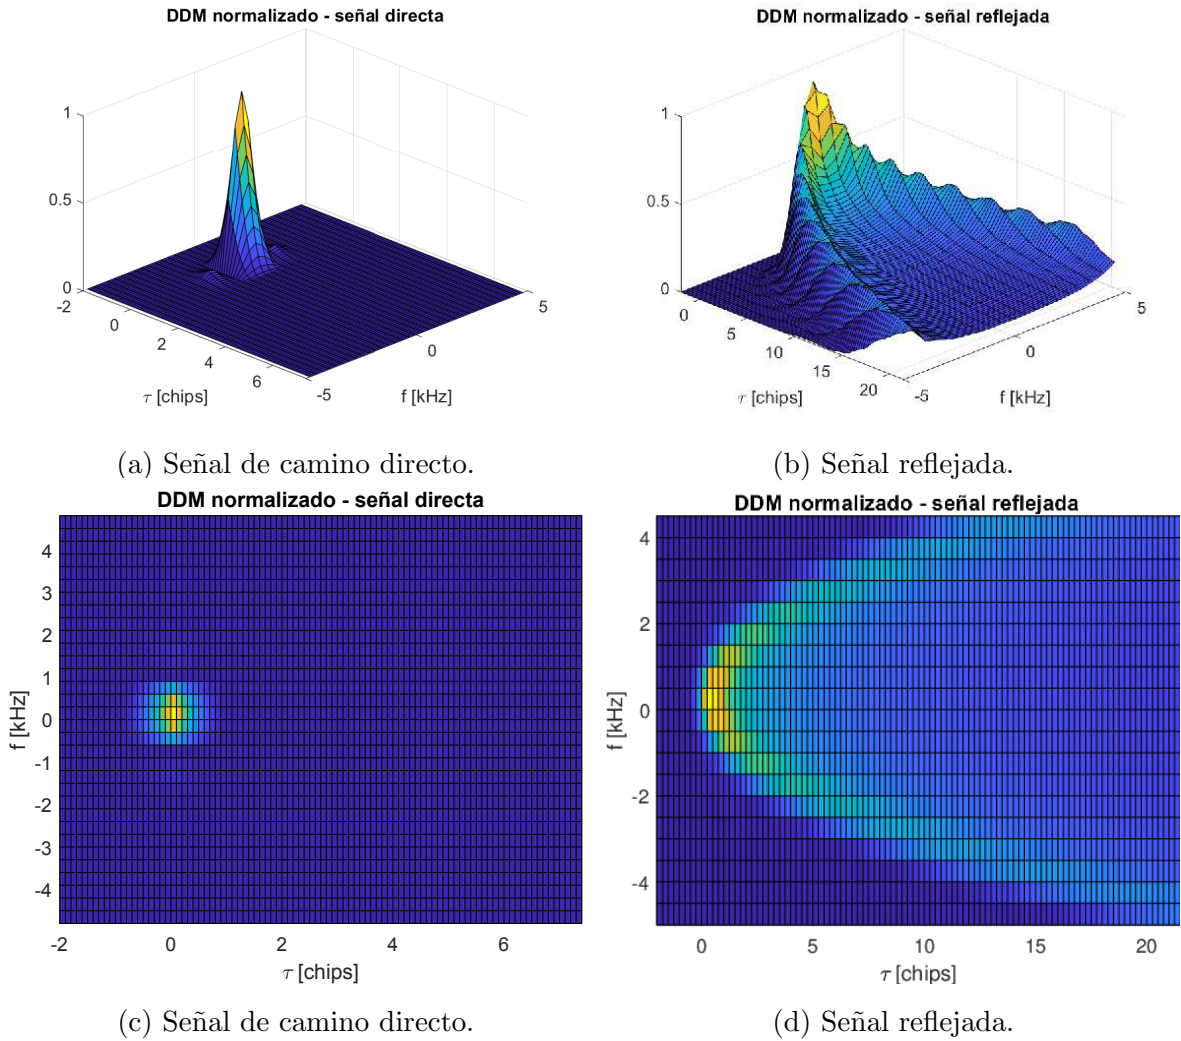 DDM normalizado - señal directa
1
0.5
0
-2
0
2
4
6
-5
0
5
τ [chips]
f [kHz]
(a) Señal de camino directo.
DDM normalizado - señal reflejada
1
0.5
0
0
5
10
15
20
-5
0
5
τ [chips]
f [kHz]
(b) Señal reflejada.
DDM normalizado - señal directa
4
3
2
1
0
-1
-2
-3
-4
f [kHz]
-2
0
2
4
6
τ [chips]
(c) Señal de camino directo.
DDM normalizado - señal reflejada
4
2
0
-2
-4
f [kHz]
0
5
10
15
20
τ [chips]
(d) Señal reflejada.